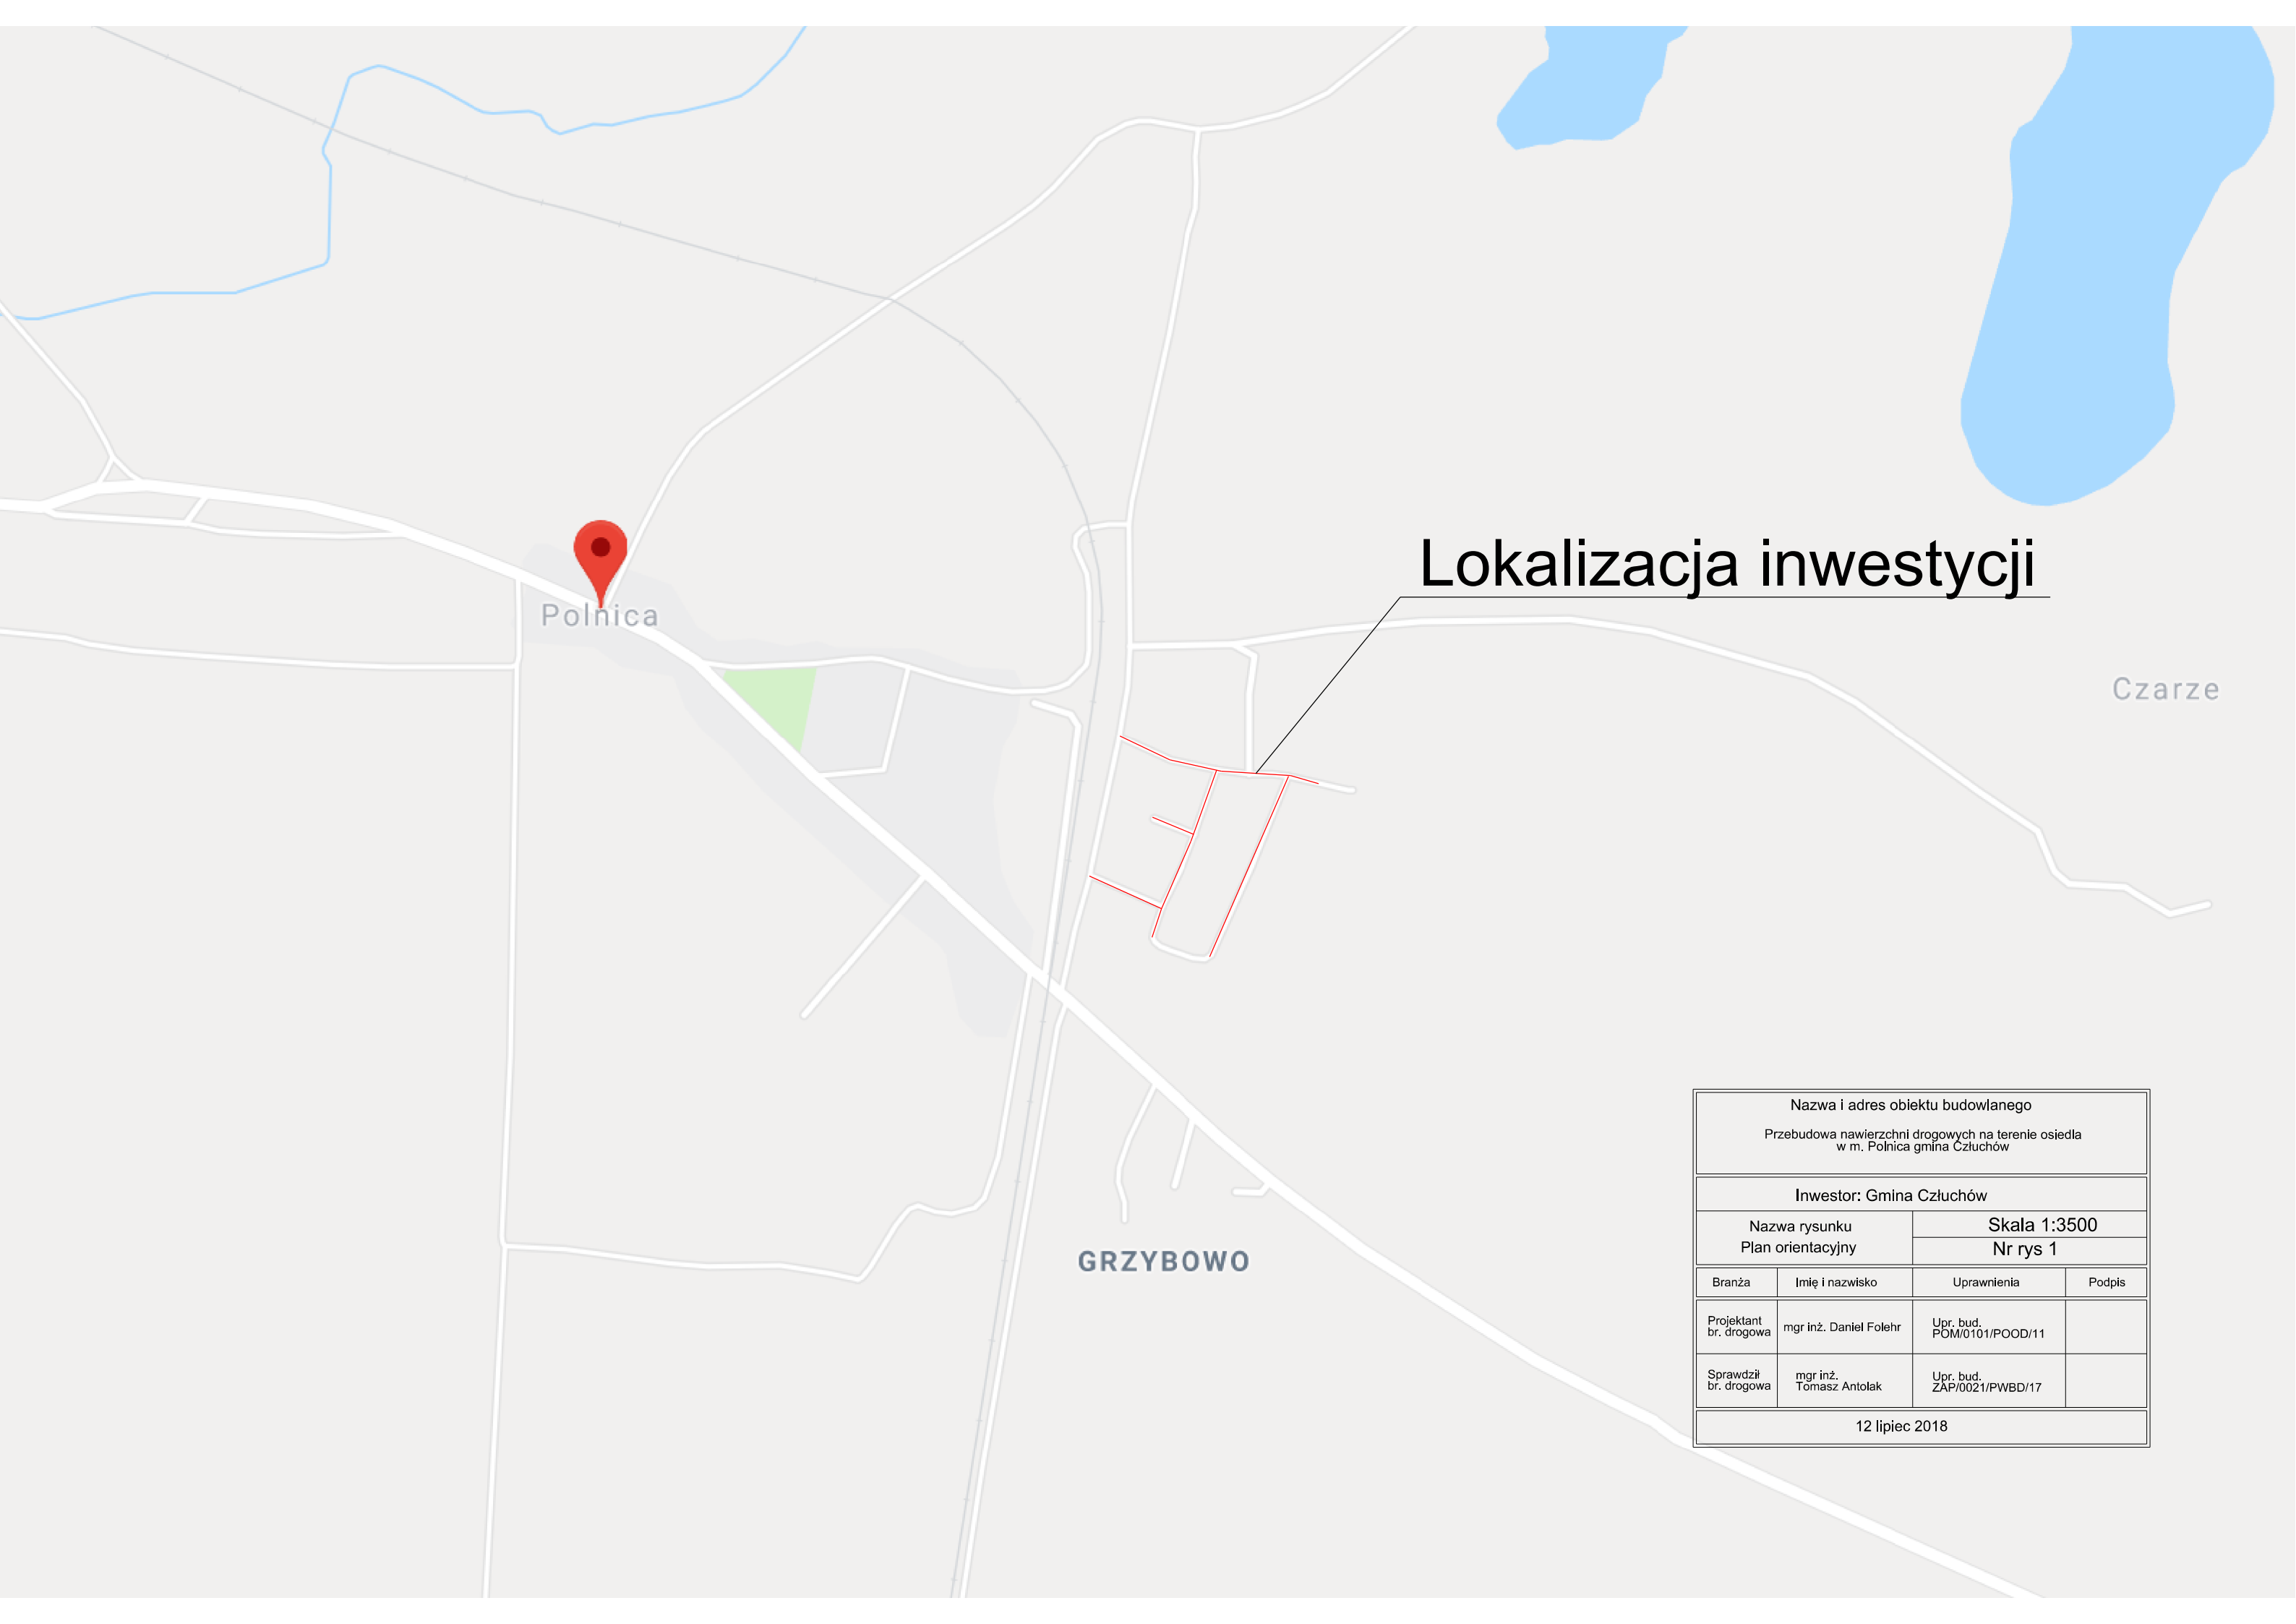 Lokalizacja inwestycji
Polnica
Czarze
GRZYBOWO
Nazwa i adres obiektu budowlanego
Przebudowa nawierzchni drogowych na terenie osiedla
w m. Polnica gmina Człuchów
Inwestor: Gmina Człuchów
Nazwa rysunku
Plan orientacyjny
Skala 1:3500
Nr rys 1
Branża Imię i nazwisko Uprawnienia Podpis
Projektant
br. drogowa
mgr inż. Daniel Folehr
Upr. bud.
POM/0101/POOD/11
Sprawdził
br. drogowa
mgr inż.
Tomasz Antolak
Upr. bud.
ZAP/0021/PWBD/17
12 lipiec 2018